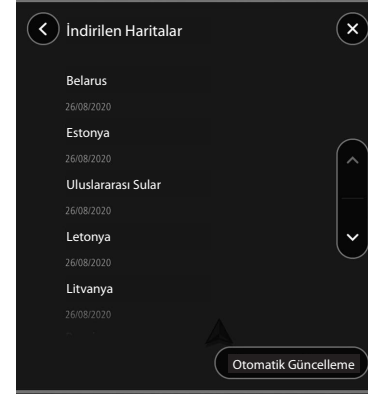 İndirilen Haritalar
Belarus
26/08/2020
Estonya
26/08/2020
Uluslararası Sular
26/08/2020
Letonya
26/08/2020
Litvanya
26/08/2020
Otomatik Güncelleme